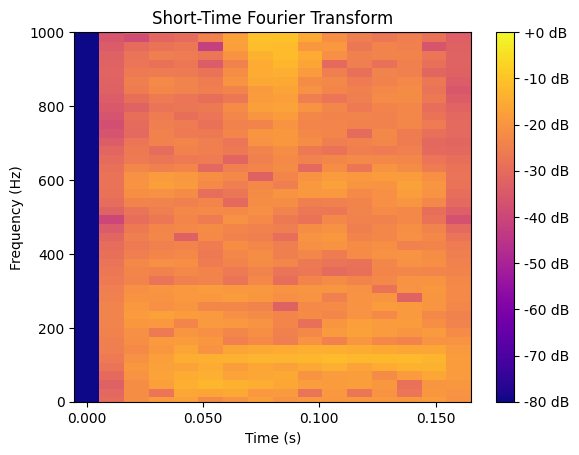 Short-Time Fourier Transform
1000
800
600
400
200
0
Frequency (Hz)
0.000
0.050
0.100
0.150
Time (s)
+0 dB
-10 dB
-20 dB
-30 dB
-40 dB
-50 dB
-60 dB
-70 dB
-80 dB